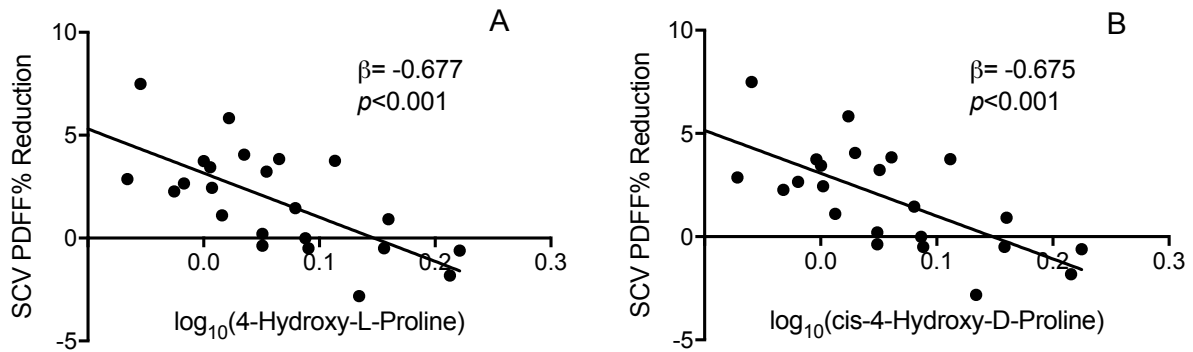 A
10
5
0
-5
SCV PDFF% Reduction
β= -0.677
p<0.001
0.0 0.1 0.2 0.3
log₁₀(4-Hydroxy-L-Proline)
B
10
5
0
-5
SCV PDFF% Reduction
β= -0.675
p<0.001
0.0 0.1 0.2 0.3
log₁₀(cis-4-Hydroxy-D-Proline)